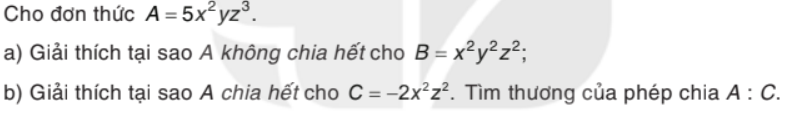 Cho đơn thức A = 5x²yz³.
a) Giải thích tại sao A không chia hết cho B = x²y²z²;
b) Giải thích tại sao A chia hết cho C = –2x²z². Tìm thương của phép chia A : C.